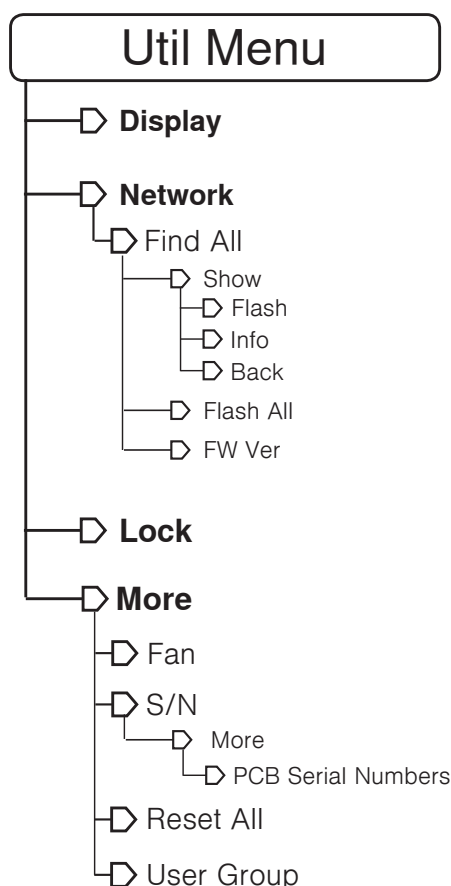 Util Menu
Display
Network
Find All
Show
Flash
Info
Back
Flash All
FW Ver
Lock
More
Fan
S/N
More
PCB Serial Numbers
Reset All
User Group